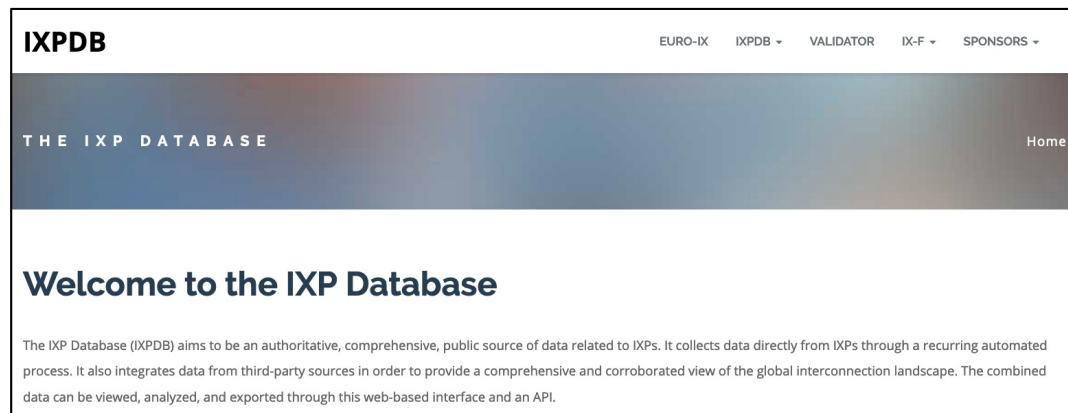 IXPDB
EURO-IX IXPDB VALIDATOR IX-F SPONSORS
THE IXP DATABASE
Home
Welcome to the IXP Database
The IXP Database (IXPDB) aims to be an authoritative, comprehensive, public source of data related to IXPs. It collects data directly from IXPs through a recurring automated
process. It also integrates data from third-party sources in order to provide a comprehensive and corroborated view of the global interconnection landscape. The combined
data can be viewed, analyzed, and exported through this web-based interface and an API.